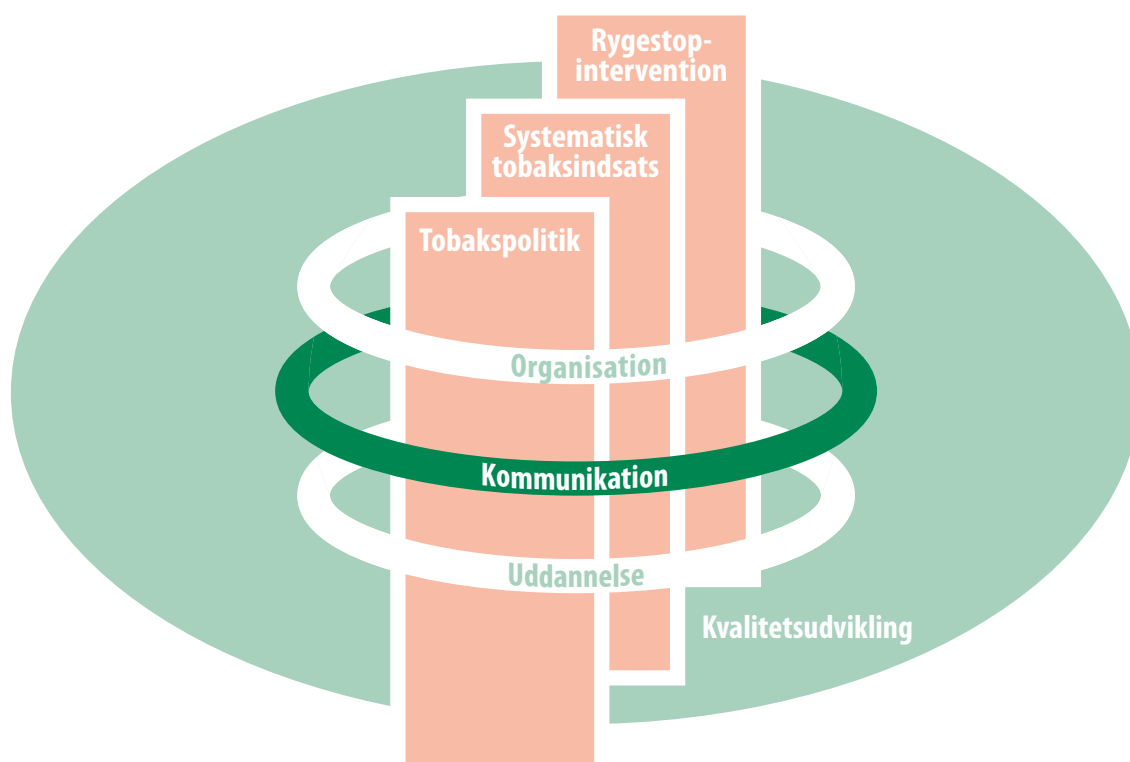 Rygestop-
intervention
Systematisk
tobaksindsats
Tobakspolitik
Organisation
Kommunikation
Uddannelse
Kvalitetsudvikling